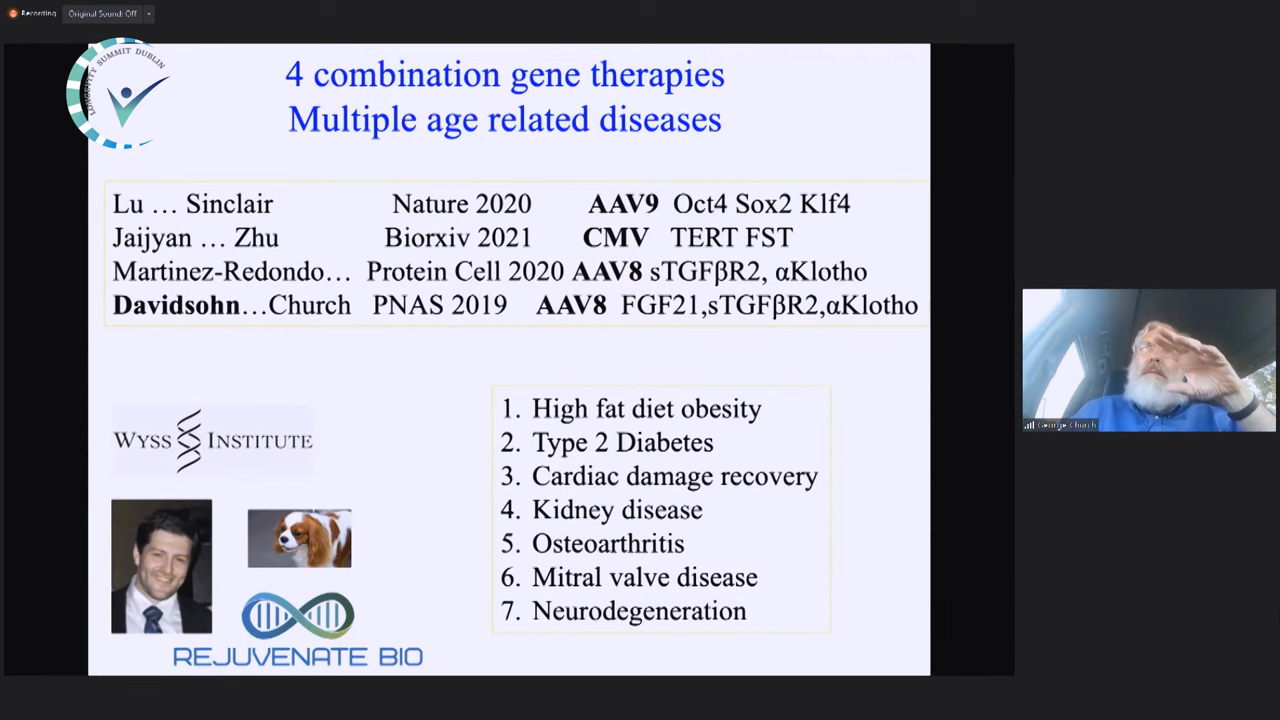 Recording
Original Sound: Off
LONGEVITY SUMMIT DUBLIN
4 combination gene therapies
Multiple age related diseases
Lu … Sinclair Nature 2020 AAV9 Oct4 Sox2 Klf4
Jaijyan … Zhu Biorxiv 2021 CMV TERT FST
Martinez-Redondo… Protein Cell 2020 AAV8 sTGFβR2, αKlotho
Davidsohn…Church PNAS 2019 AAV8 FGF21,sTGFβR2,αKlotho
WYSS INSTITUTE
REJUVENATE BIO
1. High fat diet obesity
2. Type 2 Diabetes
3. Cardiac damage recovery
4. Kidney disease
5. Osteoarthritis
6. Mitral valve disease
7. Neurodegeneration
George Church